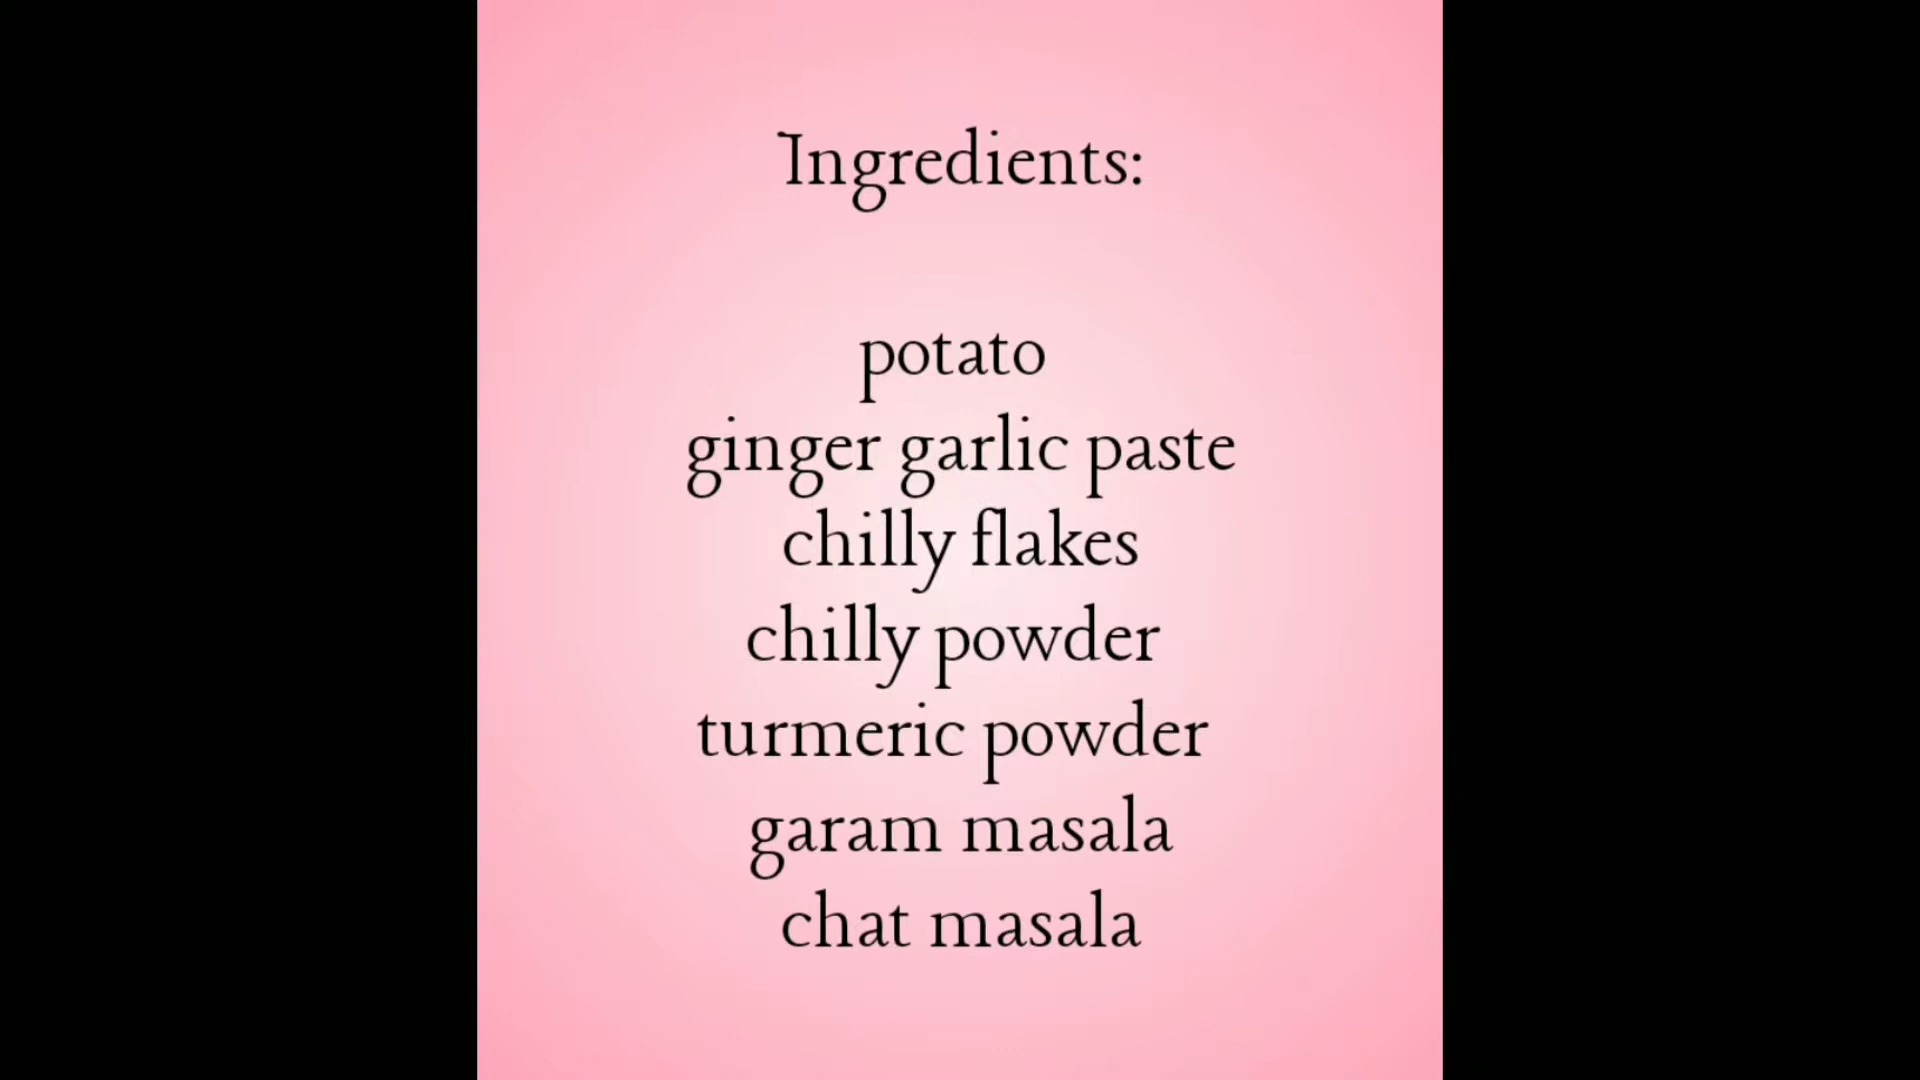 Ingredients:
potato
ginger garlic paste
chilly flakes
chilly powder
turmeric powder
garam masala
chat masala